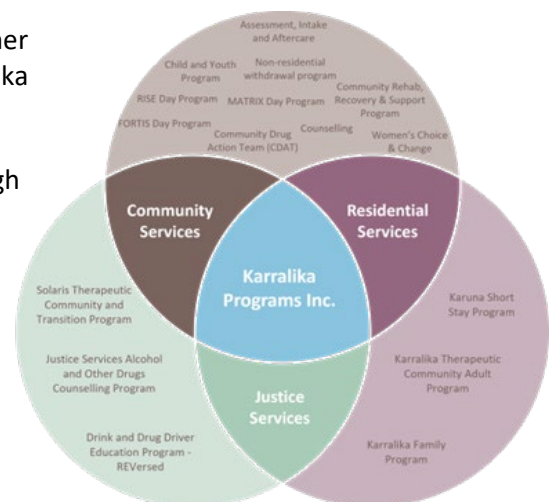 ner
ka
gh
Assessment, Intake
and Aftercare
Child and Youth
Program
Non-residential
withdrawal program
RISE Day Program
MATRIX Day Program
Community Rehab,
Recovery & Support
Program
FORTIS Day Program
Community Drug
Action Team (CDAT)
Counselling
Women's Choice
& Change
Community
Services
Residential
Services
Karralika
Programs Inc.
Solaris Therapeutic
Community and
Transition Program
Karuna Short
Stay Program
Justice Services Alcohol
and Other Drugs
Counselling Program
Karralika Therapeutic
Community Adult
Program
Justice
Services
Drink and Drug Driver
Education Program -
REVersed
Karralika Family
Program